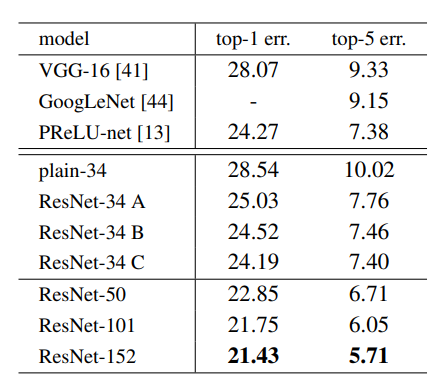 model top-1 err. top-5 err.
VGG-16 [41] 28.07 9.33
GoogLeNet [44] - 9.15
PReLU-net [13] 24.27 7.38
plain-34 28.54 10.02
ResNet-34 A 25.03 7.76
ResNet-34 B 24.52 7.46
ResNet-34 C 24.19 7.40
ResNet-50 22.85 6.71
ResNet-101 21.75 6.05
ResNet-152 21.43 5.71